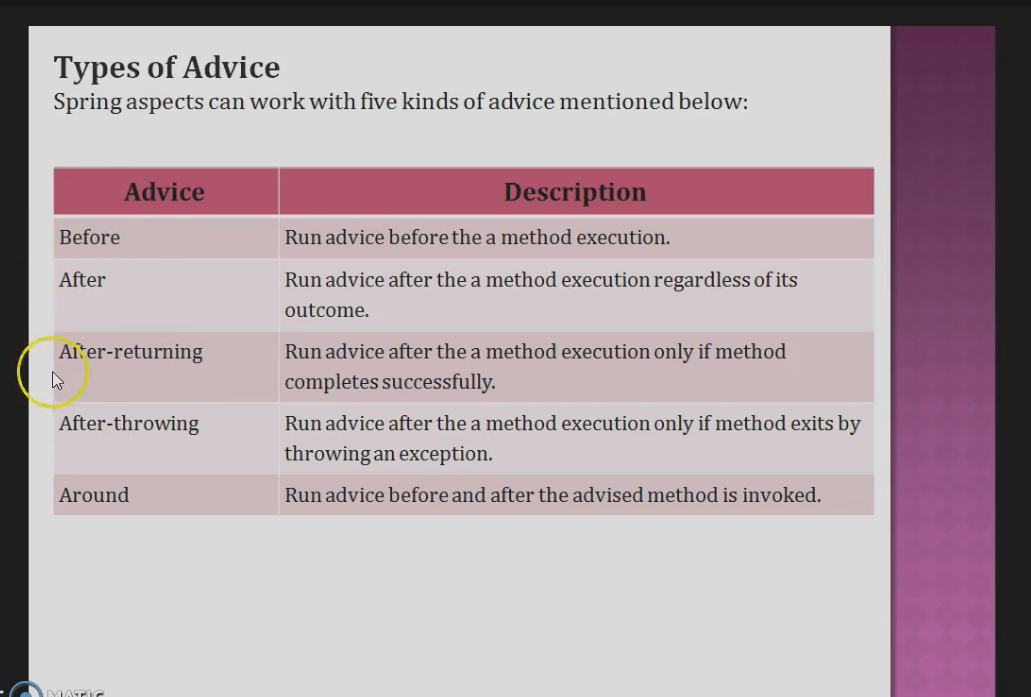 Types of Advice
Spring aspects can work with five kinds of advice mentioned below:
Advice Description
Before Run advice before the a method execution.
After Run advice after the a method execution regardless of its
outcome.
After-returning Run advice after the a method execution only if method
completes successfully.
After-throwing Run advice after the a method execution only if method exits by
throwing an exception.
Around Run advice before and after the advised method is invoked.